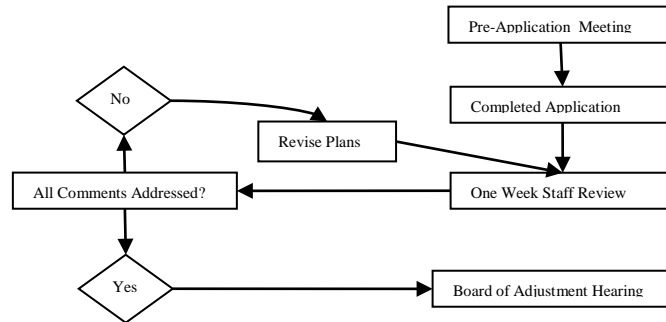 Pre-Application Meeting
No
Completed Application
Revise Plans
All Comments Addressed?
One Week Staff Review
Yes
Board of Adjustment Hearing